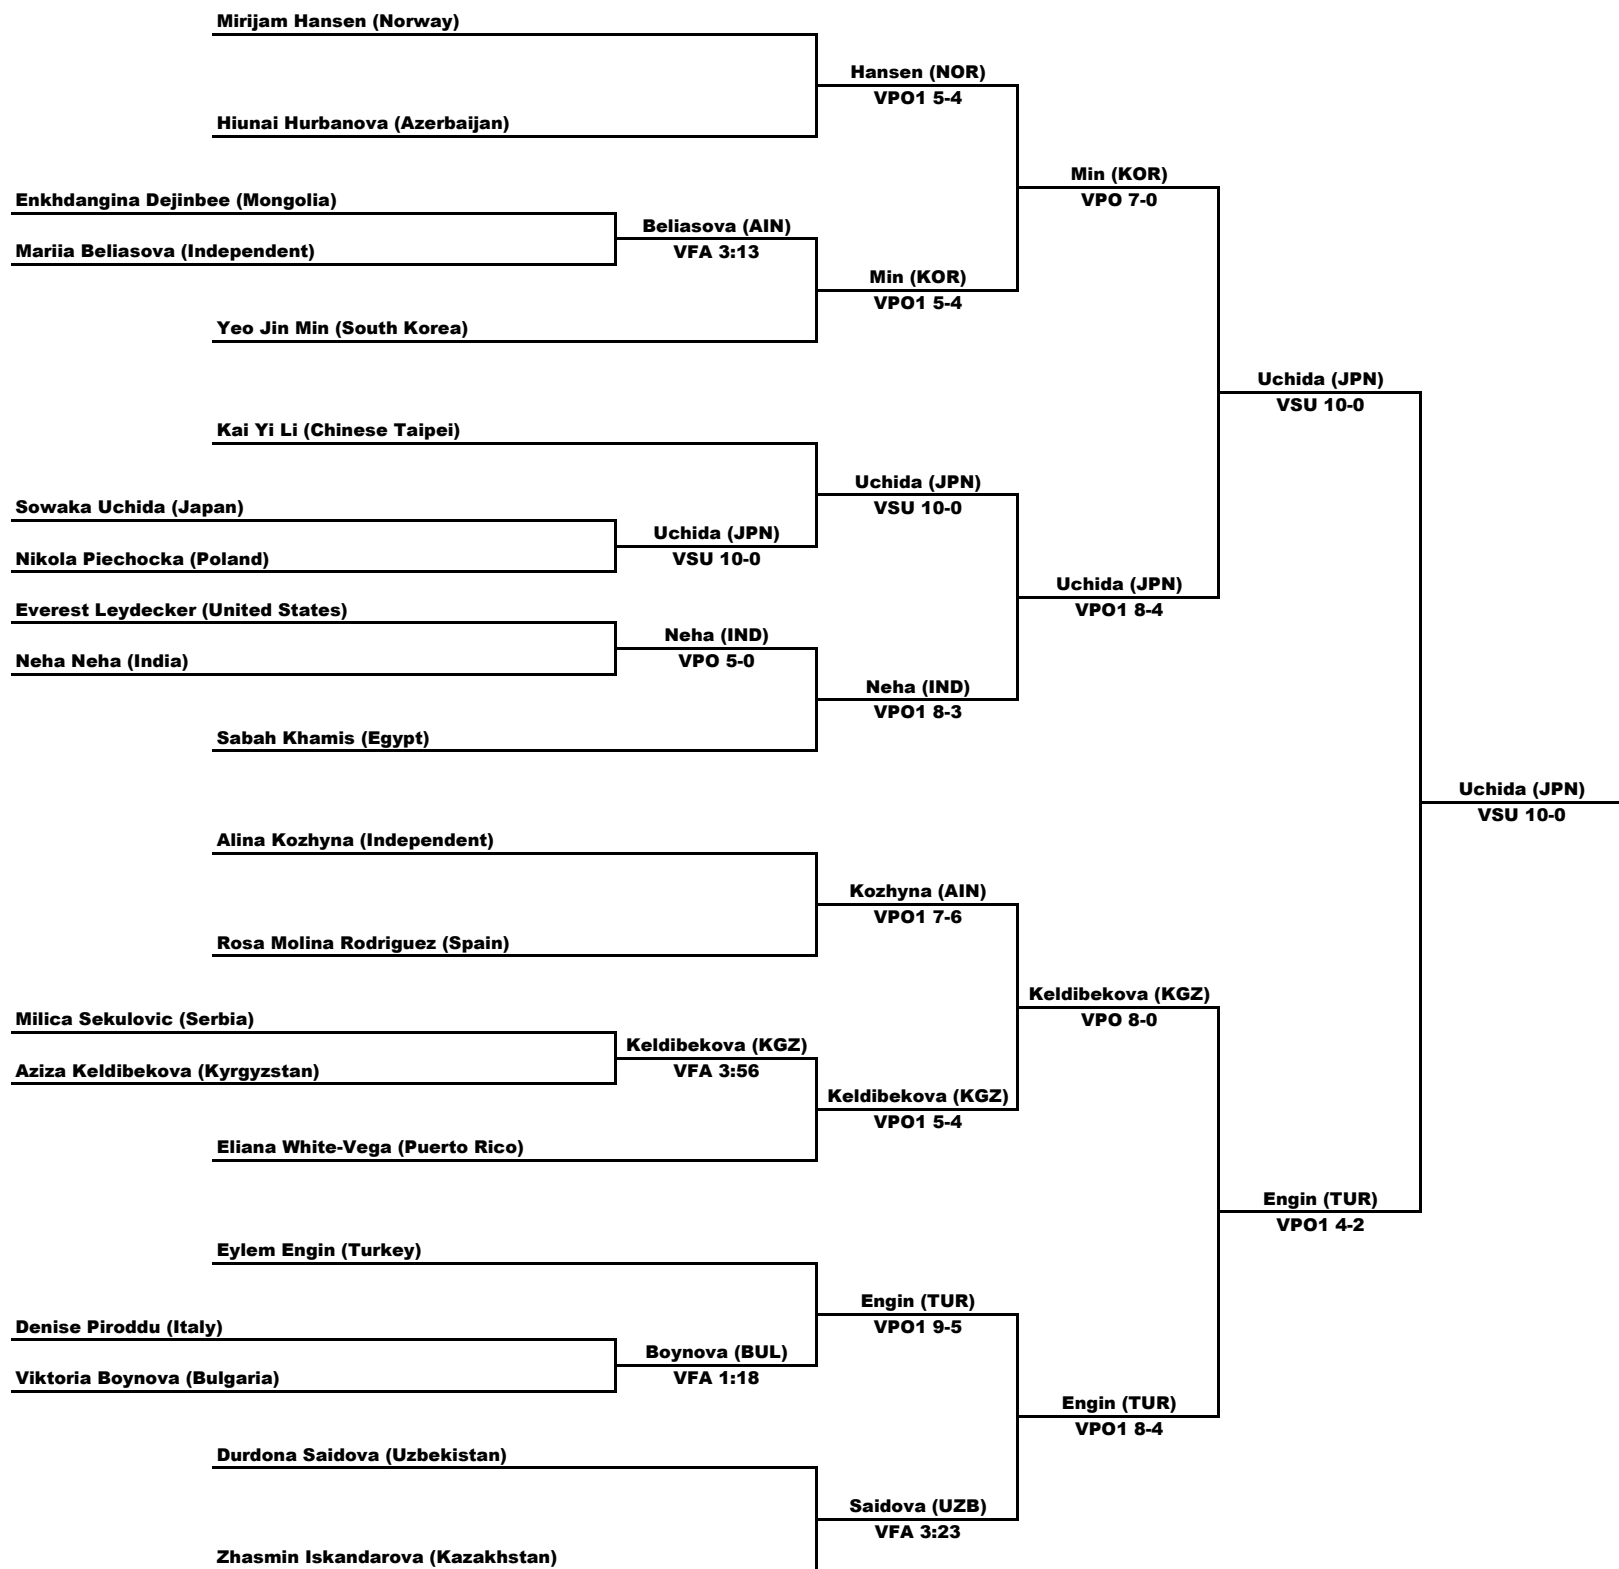 Mirijam Hansen (Norway)
Hansen (NOR)
VPO1 5-4
Hiunai Hurbanova (Azerbaijan)
Min (KOR)
VPO 7-0
Enkhdangina Dejinbee (Mongolia)
Beliasova (AIN)
VFA 3:13
Mariia Beliasova (Independent)
Min (KOR)
VPO1 5-4
Yeo Jin Min (South Korea)
Uchida (JPN)
VSU 10-0
Kai Yi Li (Chinese Taipei)
Uchida (JPN)
VSU 10-0
Sowaka Uchida (Japan)
Uchida (JPN)
VSU 10-0
Nikola Piechocka (Poland)
Uchida (JPN)
VPO1 8-4
Everest Leydecker (United States)
Neha (IND)
VPO 5-0
Neha Neha (India)
Neha (IND)
VPO1 8-3
Sabah Khamis (Egypt)
Uchida (JPN)
VSU 10-0
Alina Kozhyna (Independent)
Kozhyna (AIN)
VPO1 7-6
Rosa Molina Rodriguez (Spain)
Keldibekova (KGZ)
VPO 8-0
Milica Sekulovic (Serbia)
Keldibekova (KGZ)
VFA 3:56
Aziza Keldibekova (Kyrgyzstan)
Keldibekova (KGZ)
VPO1 5-4
Eliana White-Vega (Puerto Rico)
Engin (TUR)
VPO1 4-2
Eylem Engin (Turkey)
Engin (TUR)
VPO1 9-5
Denise Piroddu (Italy)
Boynova (BUL)
VFA 1:18
Viktoria Boynova (Bulgaria)
Engin (TUR)
VPO1 8-4
Durdona Saidova (Uzbekistan)
Saidova (UZB)
VFA 3:23
Zhasmin Iskandarova (Kazakhstan)